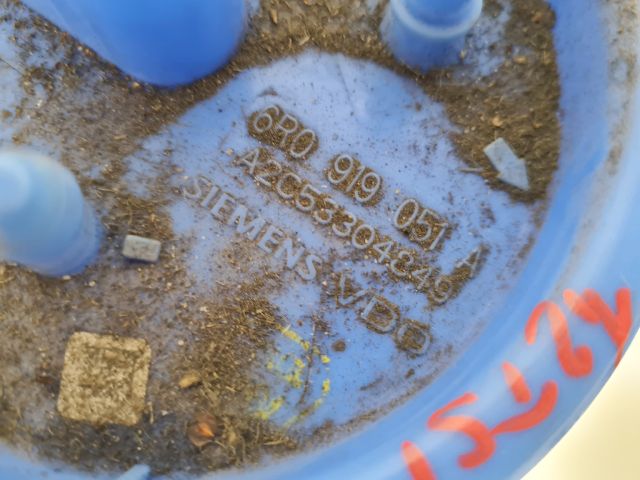 6R0 919 051 A
A2C53304849
SIEMENS VDO